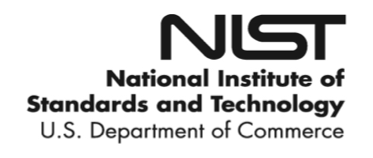 NIST
National Institute of
Standards and Technology
U.S. Department of Commerce